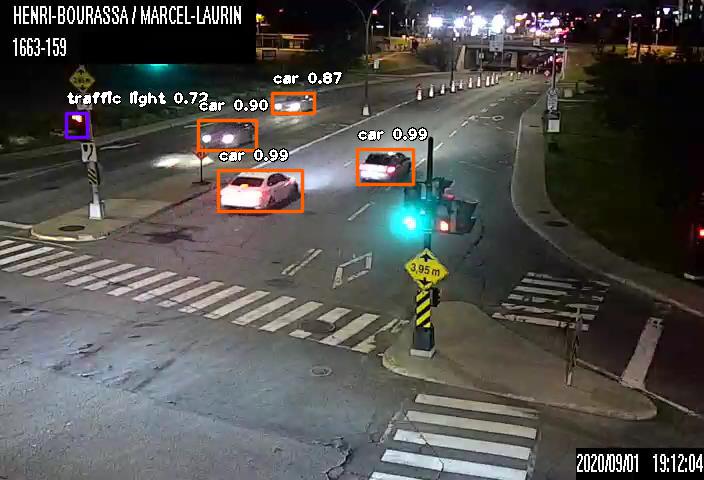 HENRI-BOURASSA / MARCEL-LAURIN
1663-159
car 0.87
traffic light 0.72
car 0.90
car 0.99
car 0.99
3,95 m
2020/09/01 19:12:04